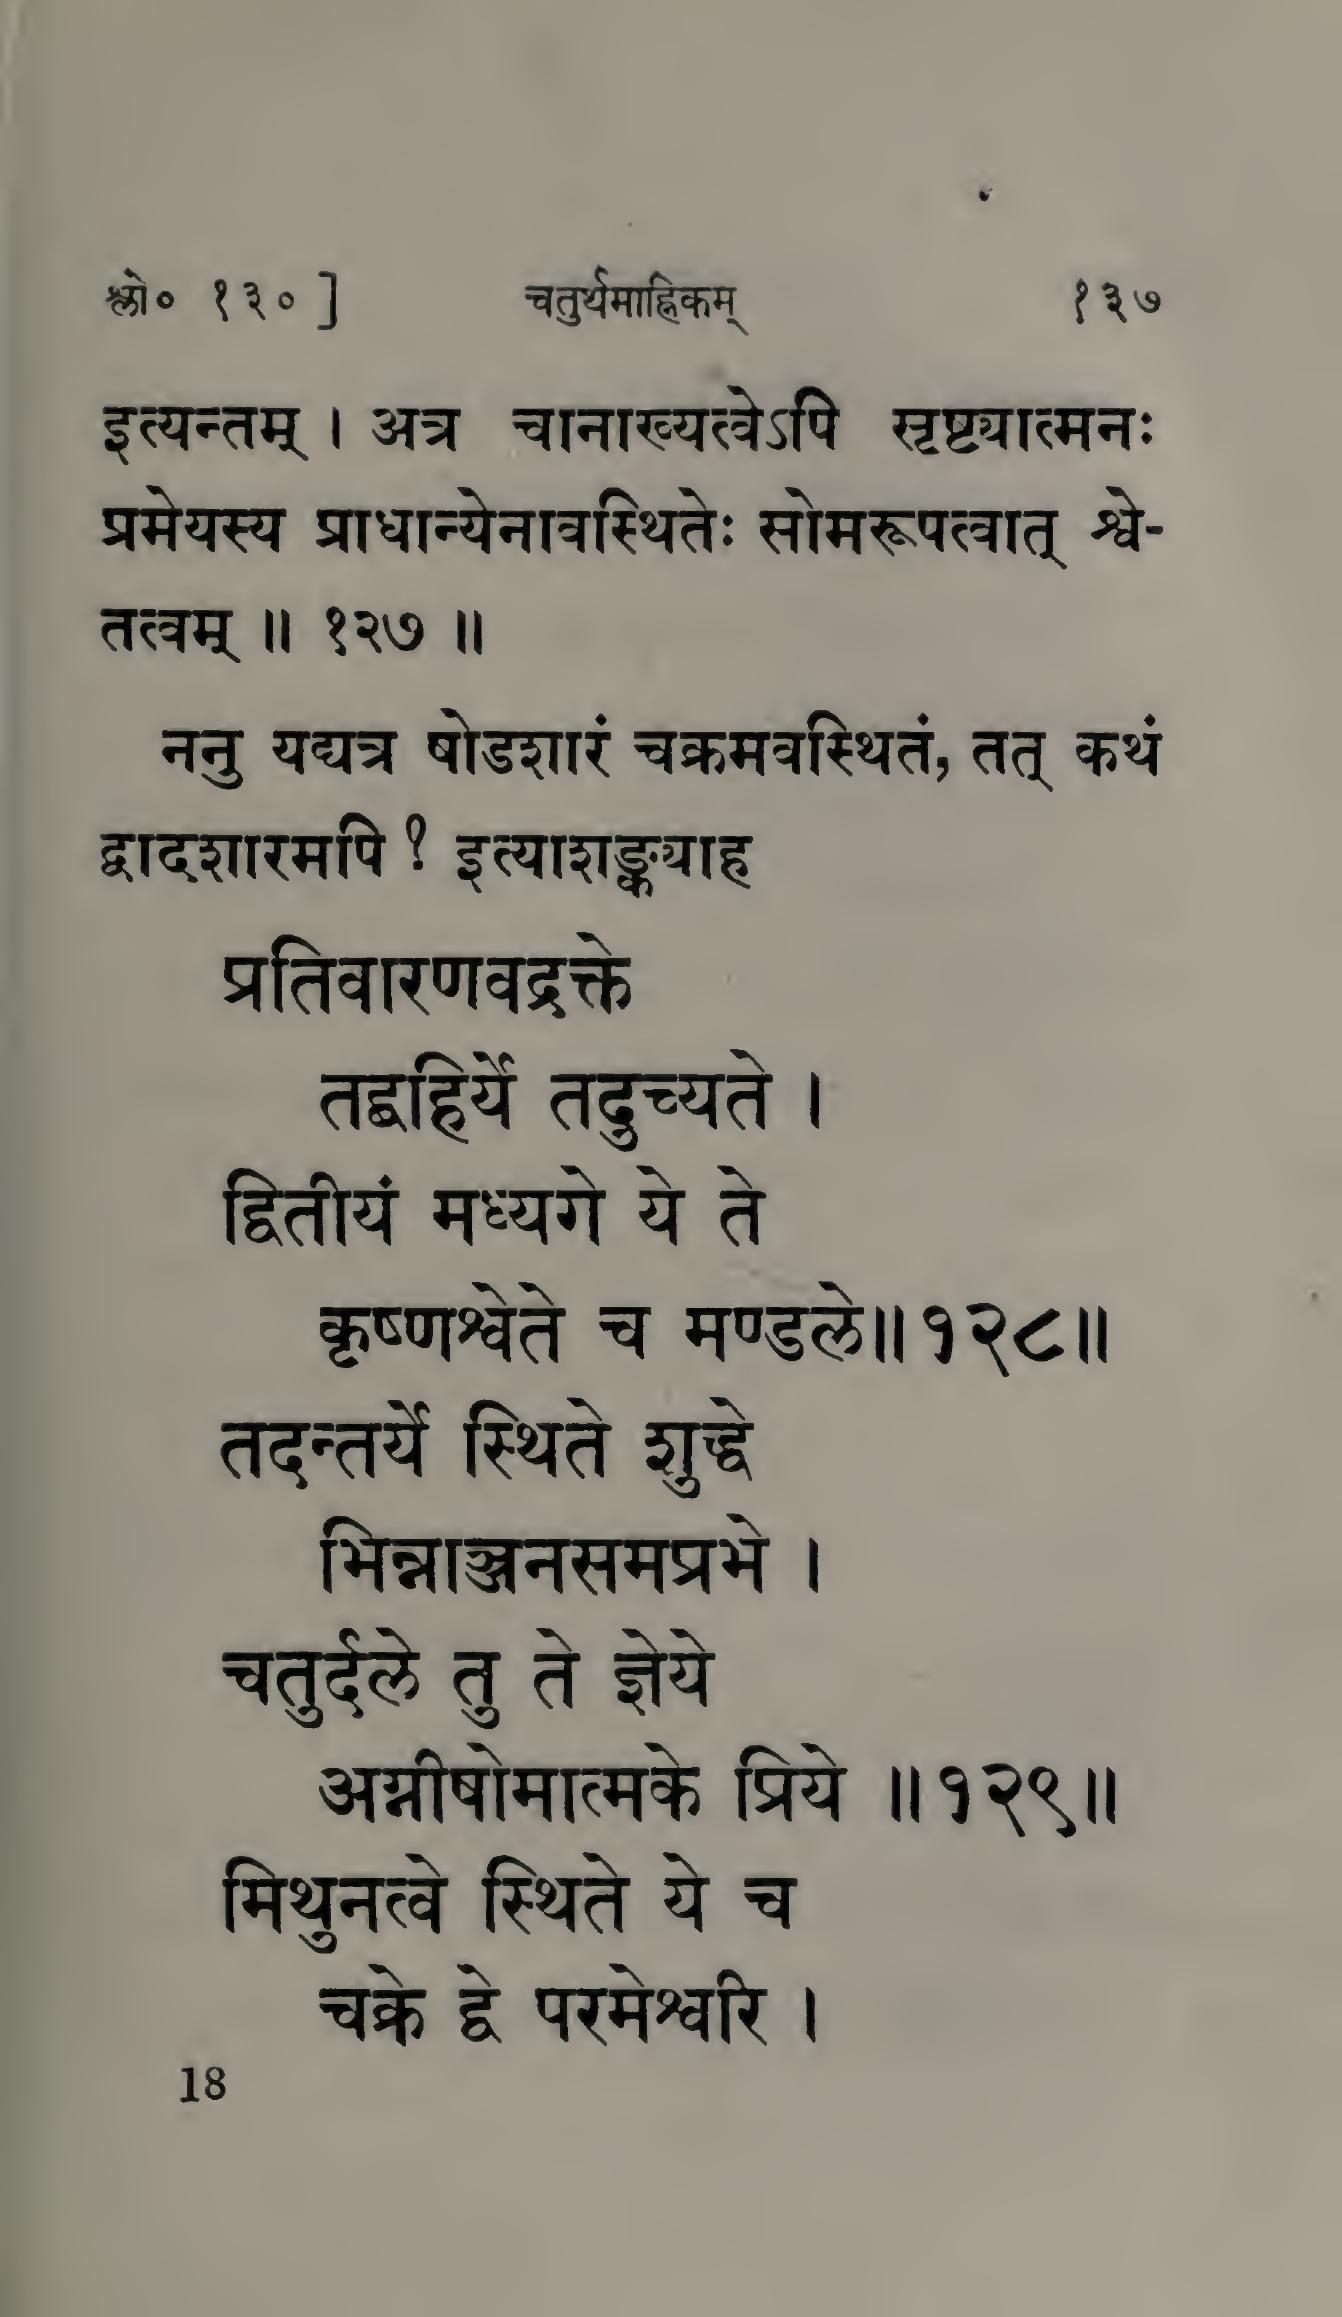 श्लो० १३० ] चतुर्थमाह्निकम् १३७
इत्यन्तम् । अत्र चानाख्यत्वेऽपि सृष्ट्यात्मनः
प्रमेयस्य प्राधान्येनावस्थितेः सोमरूपत्वात् श्वे-
तत्वम् ॥ १२७ ॥
ननु यद्यत्र षोडशारं चक्रमवस्थितं, तत् कथं
द्वादशारमपि ? इत्याशङ्क्याह
प्रतिवारणवद्रक्ते
तद्बहिर्ये तदुच्यते ।
द्वितीयं मध्यगे ये ते
कृष्णश्वेते च मण्डले॥१२८॥
तदन्तर्ये स्थिते शुद्धे
भिन्नाञ्जनसमप्रभे ।
चतुर्दले तु ते ज्ञेये
अग्नीषोमात्मके प्रिये ॥१२९॥
मिथुनत्वे स्थिते ये च
चक्रे द्वे परमेश्वरि ।
18